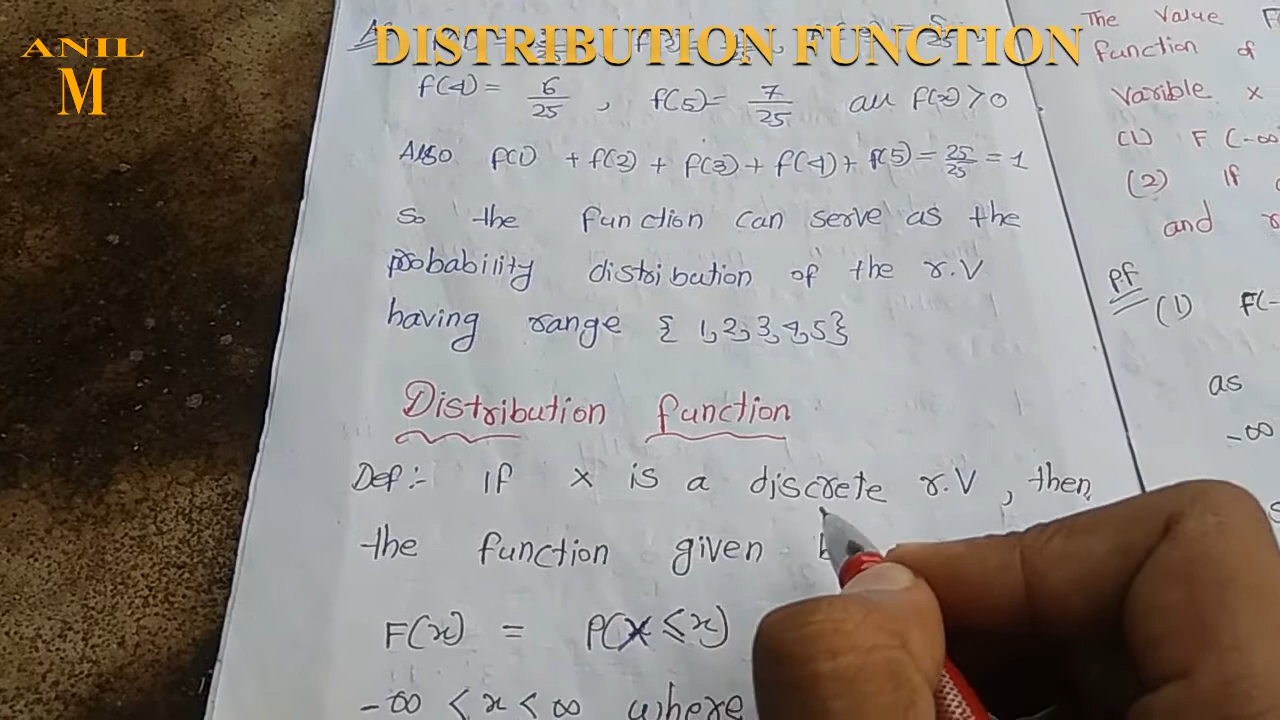 ANIL
M
DISTRIBUTION FUNCTION
f(4) = 6/25 , f(5) = 7/25 all f(x) > 0
Also f(1) + f(2) + f(3) + f(4) + f(5) = 25/25 = 1
so the function can serve as the
probability distribution of the r.V
having range { 1, 2, 3, 4, 5 }
Distribution function
Def :- If x is a discrete r.V , then
the function given
F(x) = P(X ≤ x)
-∞ < x < ∞ where
The Value F
function of
Varible x
(1) F (-∞
(2) If
and
Pf
(1) F(-
as
-∞